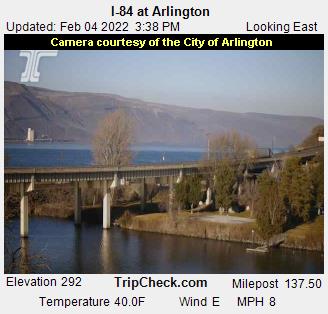 I-84 at Arlington
Updated: Feb 04 2022 3:38 PM Looking East
Camera courtesy of the City of Arlington
Elevation 292 TripCheck.com Milepost 137.50
Temperature 40.0F Wind E MPH 8